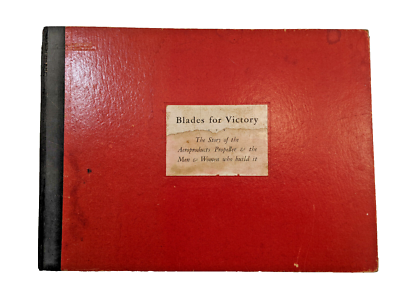 Blades for Victory
The Story of the
Aeroproducts Propeller & the
Men & Women who build it